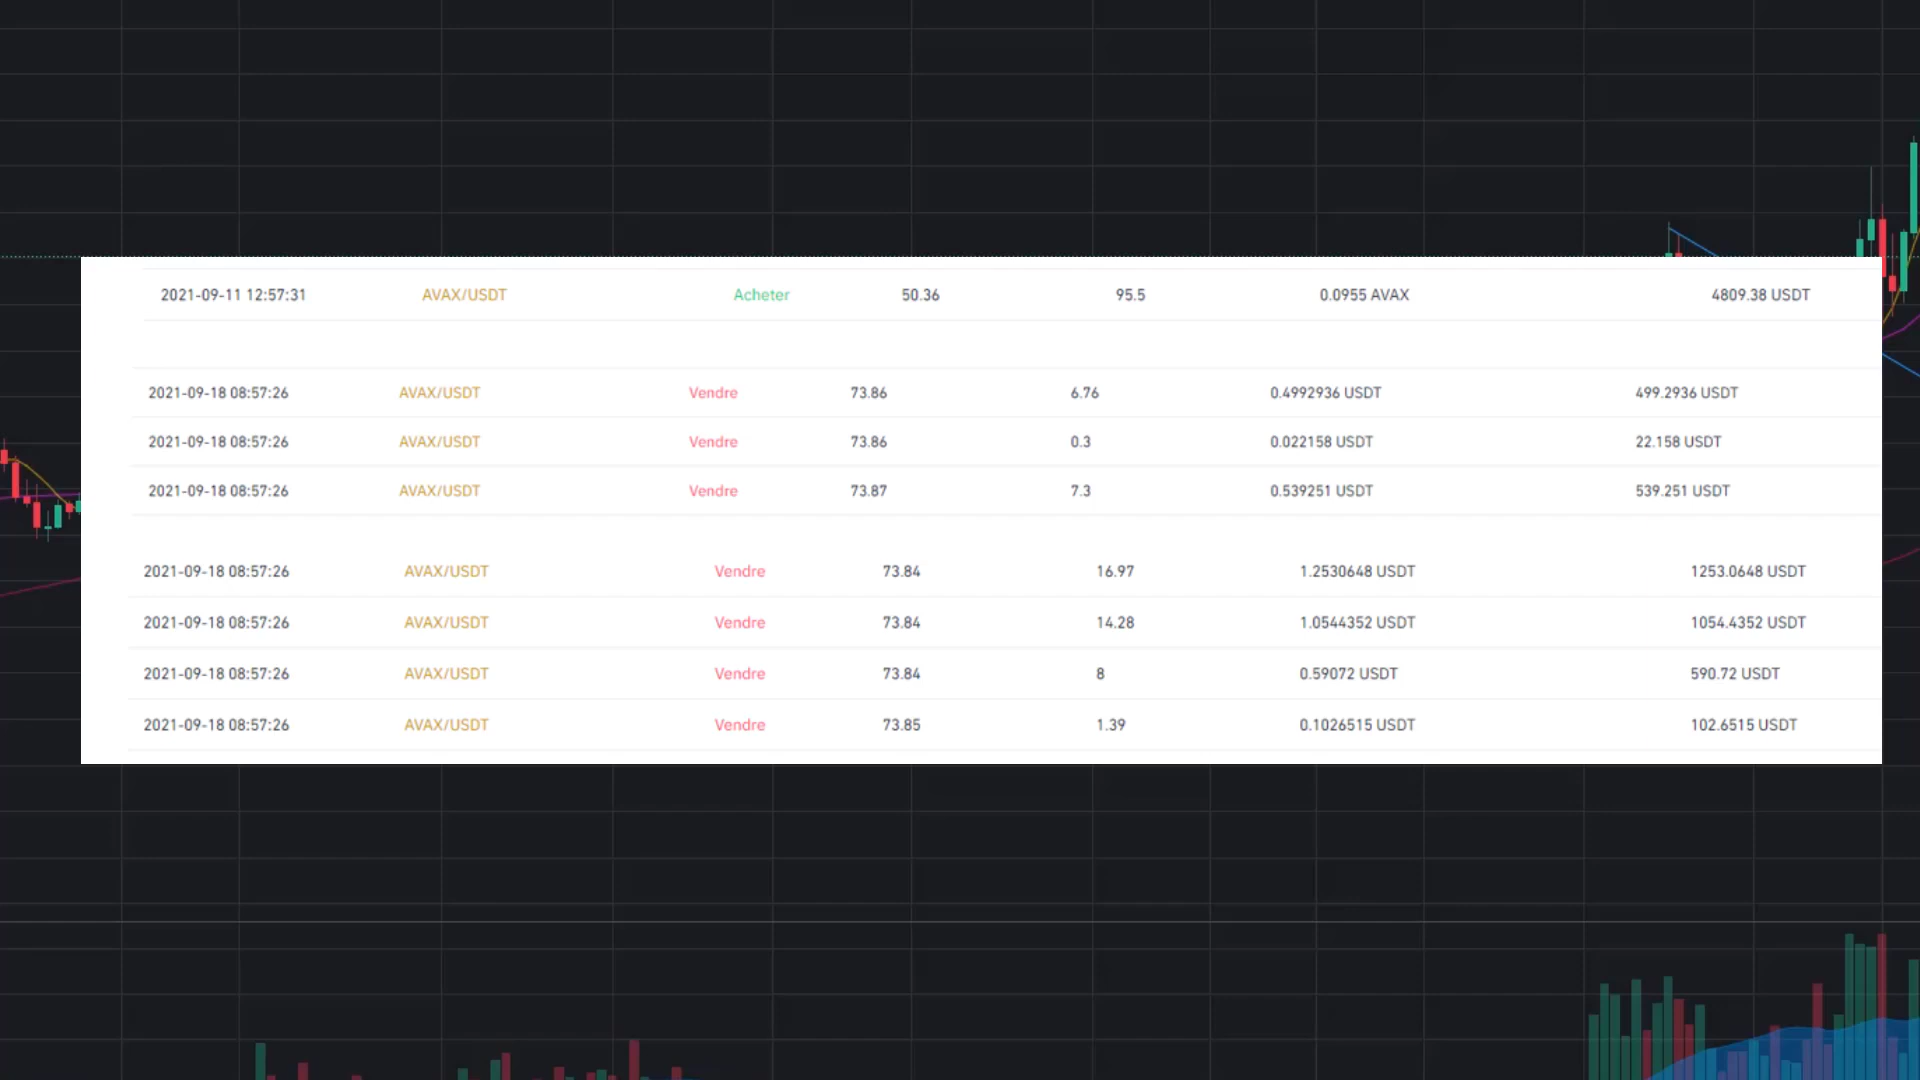 2021-09-11 12:57:31 AVAX/USDT Acheter 50.36 95.5 0.0955 AVAX 4809.38 USDT
2021-09-18 08:57:26 AVAX/USDT Vendre 73.86 6.76 0.4992936 USDT 499.2936 USDT
2021-09-18 08:57:26 AVAX/USDT Vendre 73.86 0.3 0.022158 USDT 22.158 USDT
2021-09-18 08:57:26 AVAX/USDT Vendre 73.87 7.3 0.539251 USDT 539.251 USDT
2021-09-18 08:57:26 AVAX/USDT Vendre 73.84 16.97 1.2530648 USDT 1253.0648 USDT
2021-09-18 08:57:26 AVAX/USDT Vendre 73.84 14.28 1.0544352 USDT 1054.4352 USDT
2021-09-18 08:57:26 AVAX/USDT Vendre 73.84 8 0.59072 USDT 590.72 USDT
2021-09-18 08:57:26 AVAX/USDT Vendre 73.85 1.39 0.1026515 USDT 102.6515 USDT